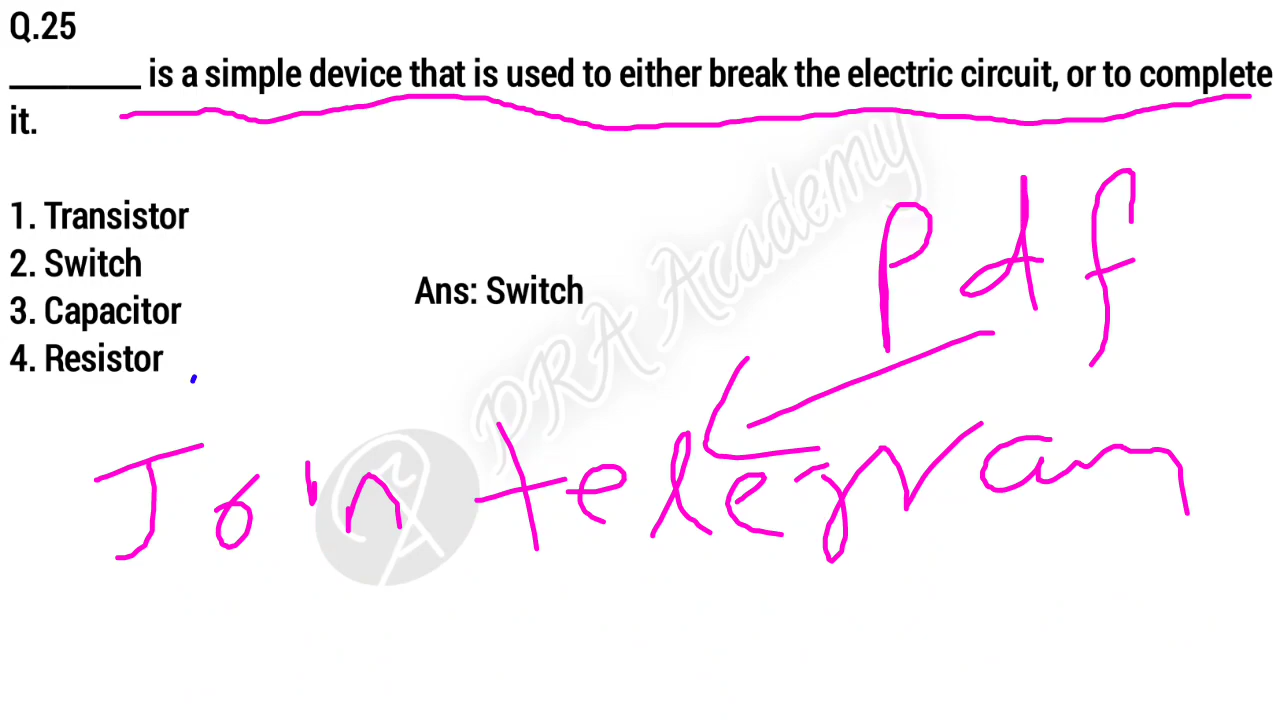 Q.25
________ is a simple device that is used to either break the electric circuit, or to complete
it.
1. Transistor
2. Switch
3. Capacitor
4. Resistor
Ans: Switch
PRA Academy
Pdf
Join telegram